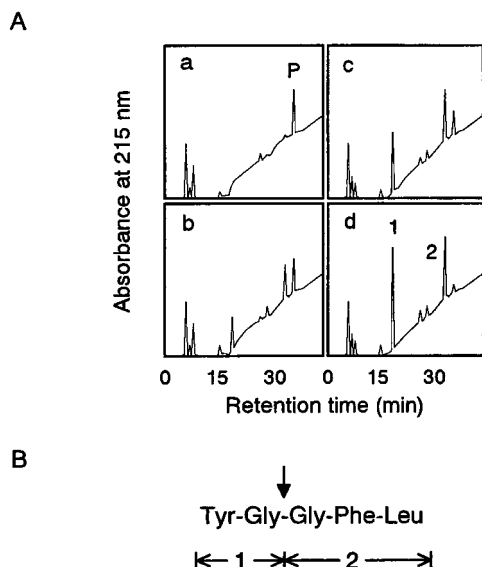 A
a
P
c
b
d
1
2
Absorbance at 215 nm
0 15 30 0 15 30
Retention time (min)
B
Tyr-Gly-Gly-Phe-Leu
1 2